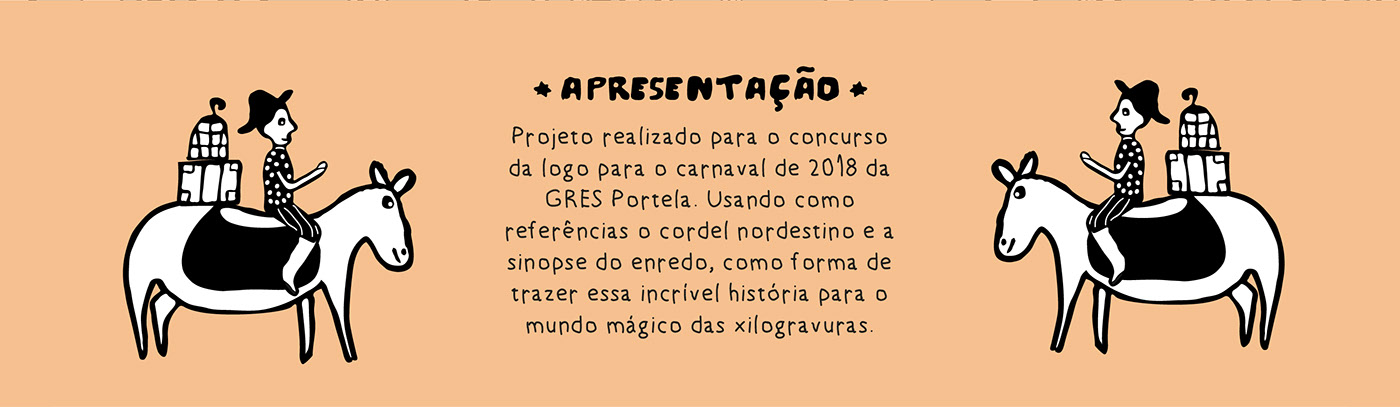 APRESENTAÇÃO
Projeto realizado para o concurso
da logo para o carnaval de 2018 da
GRES Portela. Usando como
referências o cordel nordestino e a
sinopse do enredo, como forma de
trazer essa incrível história para o
mundo mágico das xilogravuras.